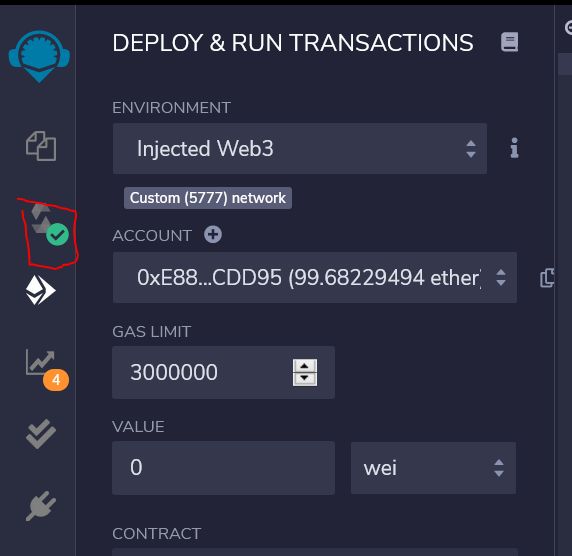 DEPLOY & RUN TRANSACTIONS
ENVIRONMENT
Injected Web3
Custom (5777) network
ACCOUNT
0xE88...CDD95 (99.68229494 ether)
GAS LIMIT
3000000
4
VALUE
0
wei
CONTRACT